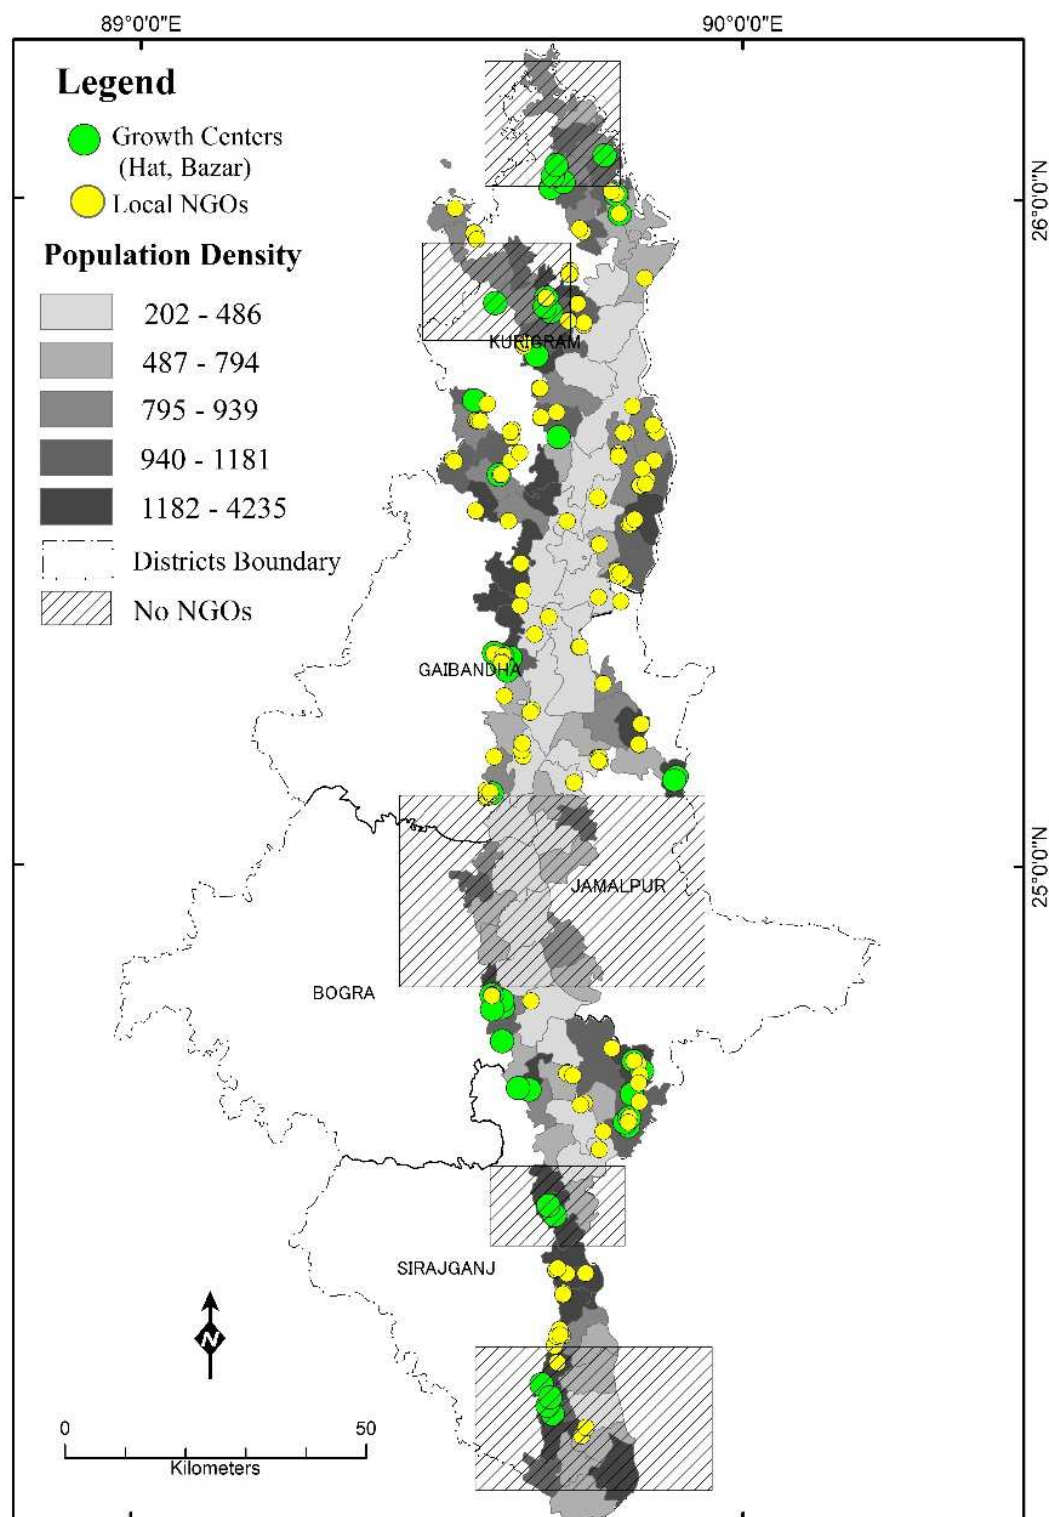 89°0'0"E
90°0'0"E
Legend
Growth Centers
(Hat, Bazar)
Local NGOs
Population Density
202 - 486
487 - 794
795 - 939
940 - 1181
1182 - 4235
Districts Boundary
No NGOs
26°0'0"N
KURIGRAM
GAIBANDHA
25°0'0"N
JAMALPUR
BOGRA
SIRAJGANJ
N
0
50
Kilometers